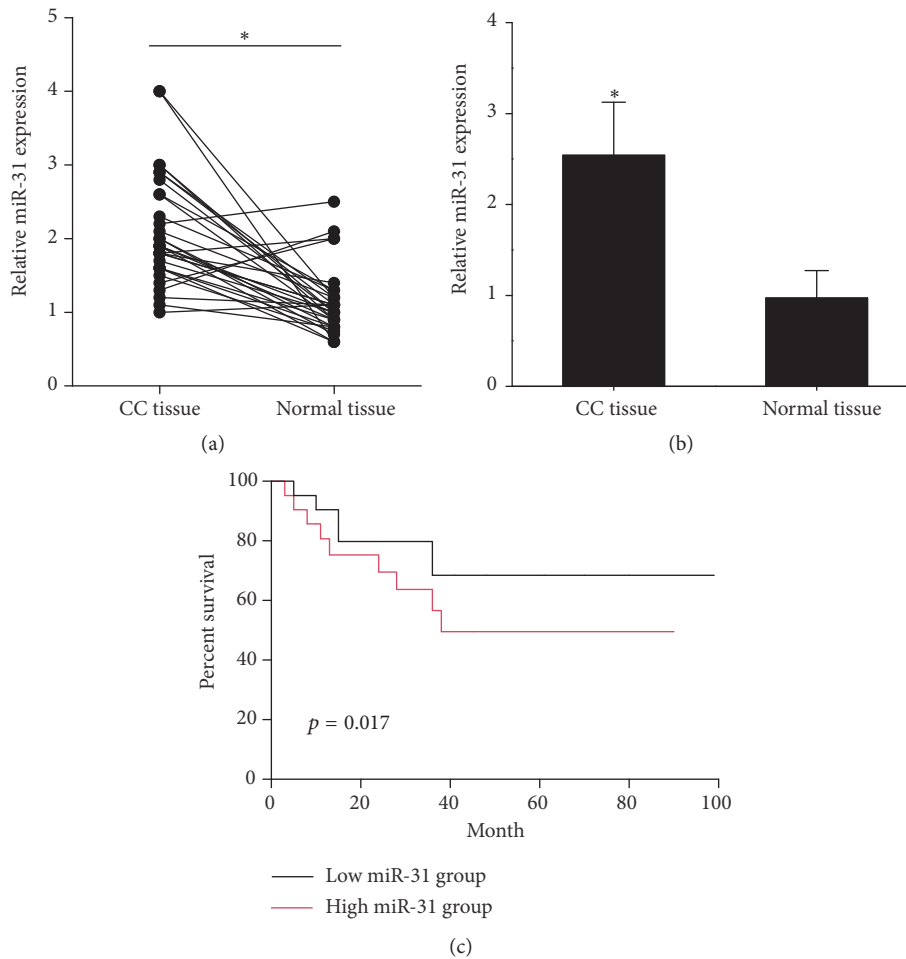 5
4
3
2
1
0
Relative miR-31 expression
*
CC tissue
Normal tissue
(a)
4
3
2
1
0
Relative miR-31 expression
*
CC tissue
Normal tissue
(b)
100
80
60
40
20
0
Percent survival
p = 0.017
0 20 40 60 80 100
Month
Low miR-31 group
High miR-31 group
(c)